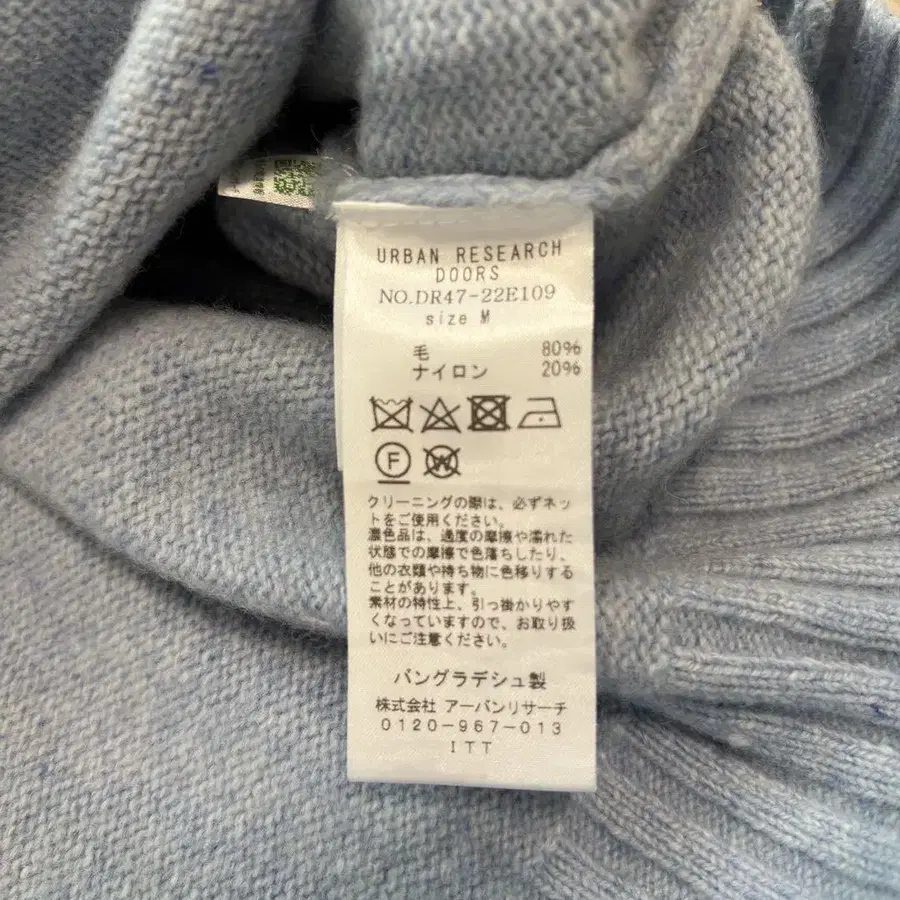 URBAN RESEARCH
DOORS
NO.DR47-22E109
size M
毛 80%
ナイロン 20%
F
W
クリーニングの際は、必ずネッ
トをご使用ください。
濃色品は、過度の摩擦や濡れた
状態での摩擦で色落ちしたり、
他の衣類や持ち物に色移りする
ことがあります。
素材の特性上、引っ掛かりやす
くなっていますので、お取り扱
いにご注意ください。
バングラデシュ製
株式会社 アーバンリサーチ
0120-967-013
ITT